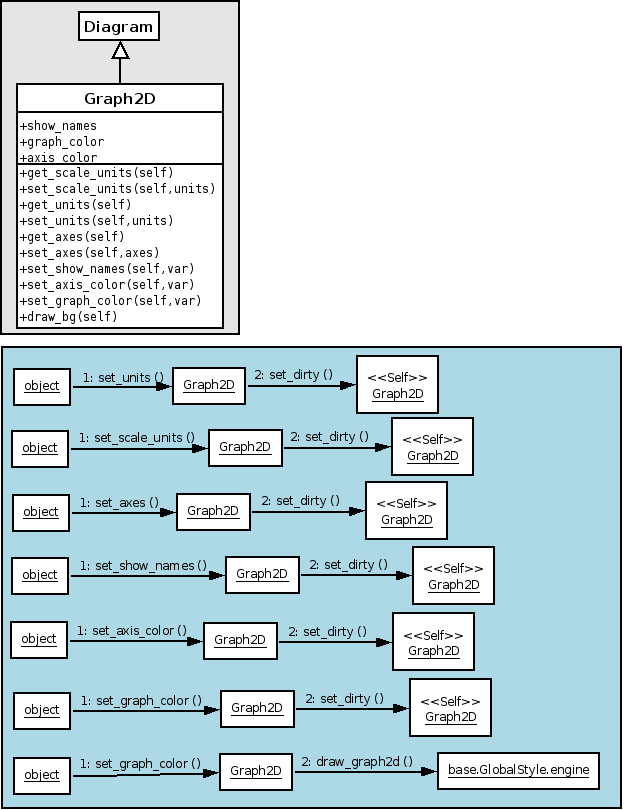 Diagram
Graph2D
+show_names
+graph_color
+axis_color
+get_scale_units(self)
+set_scale_units(self,units)
+get_units(self)
+set_units(self,units)
+get_axes(self)
+set_axes(self,axes)
+set_show_names(self,var)
+set_axis_color(self,var)
+set_graph_color(self,var)
+draw_bg(self)
object
1: set_units ()
Graph2D
2: set_dirty ()
<<Self>>
Graph2D
object
1: set_scale_units ()
Graph2D
2: set_dirty ()
<<Self>>
Graph2D
object
1: set_axes ()
Graph2D
2: set_dirty ()
<<Self>>
Graph2D
object
1: set_show_names ()
Graph2D
2: set_dirty ()
<<Self>>
Graph2D
object
1: set_axis_color ()
Graph2D
2: set_dirty ()
<<Self>>
Graph2D
object
1: set_graph_color ()
Graph2D
2: set_dirty ()
<<Self>>
Graph2D
object
1: set_graph_color ()
Graph2D
2: draw_graph2d ()
base.GlobalStyle.engine